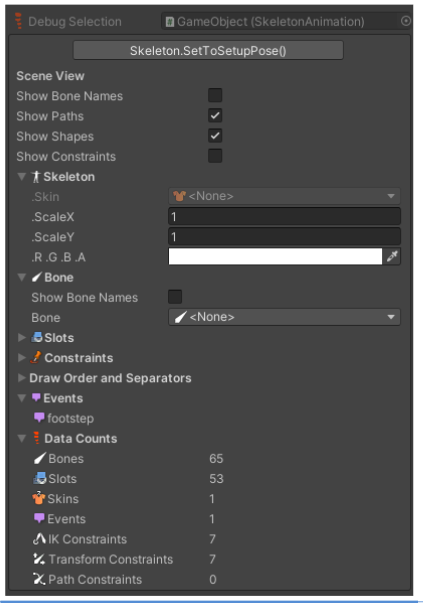 Debug Selection GameObject (SkeletonAnimation)
Skeleton.SetToSetupPose()
Scene View
Show Bone Names
Show Paths
Show Shapes
Show Constraints
Skeleton
.Skin <None>
.ScaleX 1
.ScaleY 1
.R .G .B .A
Bone
Show Bone Names
Bone <None>
Slots
Constraints
Draw Order and Separators
Events
footstep
Data Counts
Bones 65
Slots 53
Skins 1
Events 1
IK Constraints 7
Transform Constraints 7
Path Constraints 0